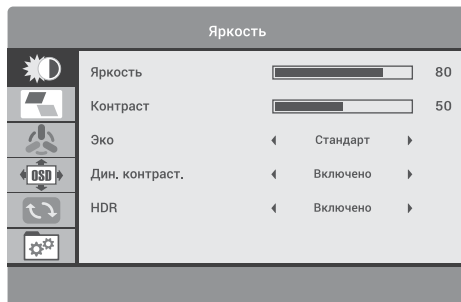 Яркость
Яркость 80
Контраст 50
Эко Стандарт
Дин. контраст. Включено
HDR Включено
OSD